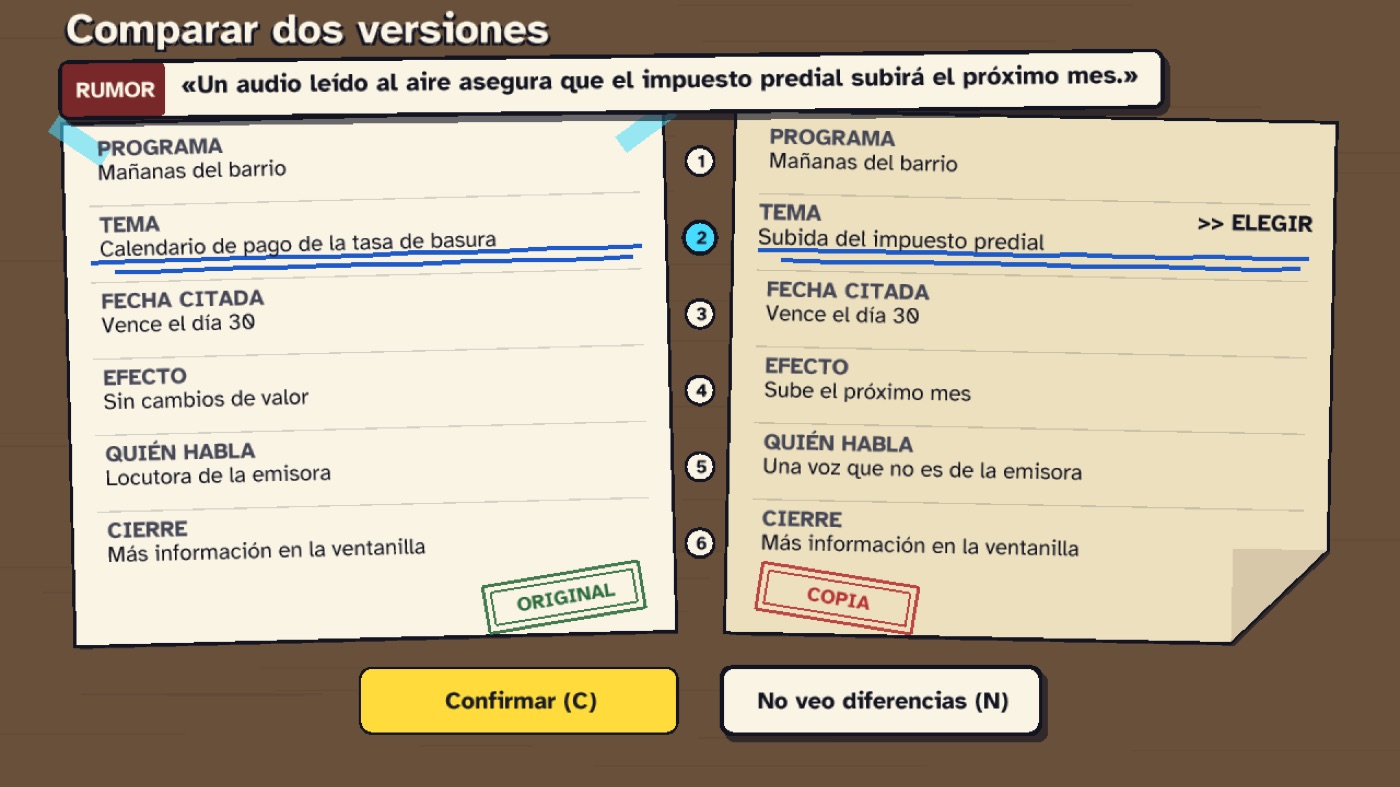 Comparar dos versiones
RUMOR
«Un audio leído al aire asegura que el impuesto predial subirá el próximo mes.»
PROGRAMA
Mañanas del barrio
TEMA
Calendario de pago de la tasa de basura
FECHA CITADA
Vence el día 30
EFECTO
Sin cambios de valor
QUIÉN HABLA
Locutora de la emisora
CIERRE
Más información en la ventanilla
ORIGINAL
1
2
3
4
5
6
PROGRAMA
Mañanas del barrio
TEMA
>> ELEGIR
Subida del impuesto predial
FECHA CITADA
Vence el día 30
EFECTO
Sube el próximo mes
QUIÉN HABLA
Una voz que no es de la emisora
CIERRE
Más información en la ventanilla
COPIA
Confirmar (C)
No veo diferencias (N)